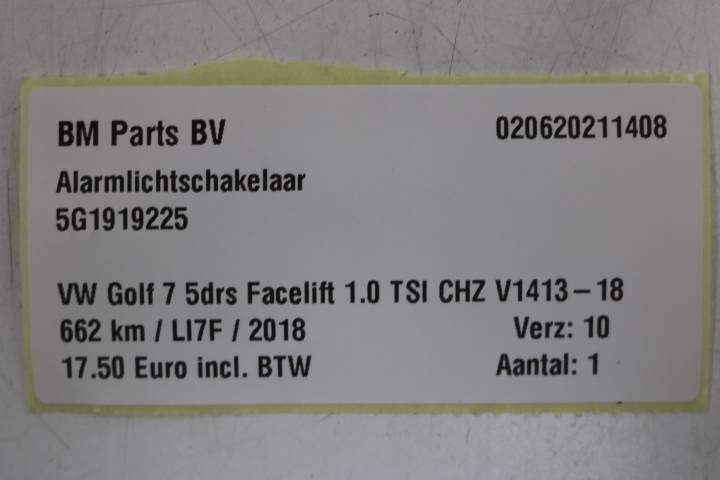 BM Parts BV 020620211408
Alarmlichtschakelaar
5G1919225
VW Golf 7 5drs Facelift 1.0 TSI CHZ V1413-18
662 km / LI7F / 2018 Verz: 10
17.50 Euro incl. BTW Aantal: 1